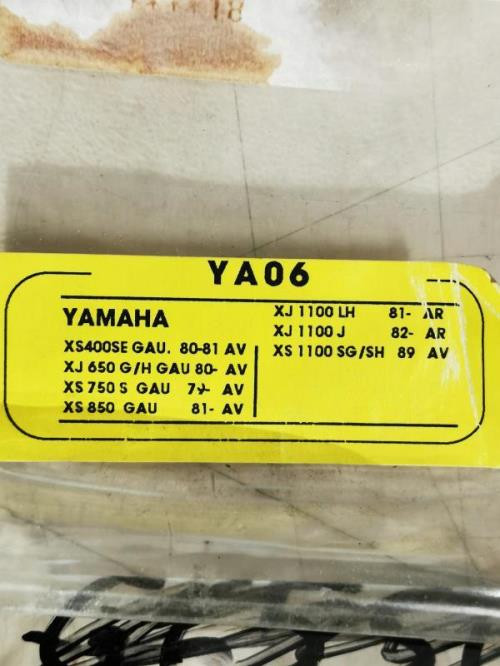 YA06
YAMAHA
XS400SE GAU. 80-81 AV
XJ 650 G/H GAU 80- AV
XS 750 S GAU 79- AV
XS 850 GAU 81- AV
XJ 1100 LH 81- AR
XJ 1100 J 82- AR
XS 1100 SG/SH 89 AV